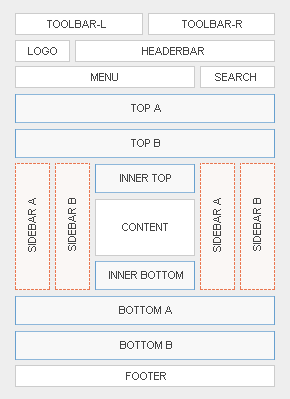 TOOLBAR-L TOOLBAR-R
LOGO HEADERBAR
MENU SEARCH
TOP A
TOP B
SIDEBAR A
SIDEBAR B
INNER TOP
CONTENT
INNER BOTTOM
SIDEBAR A
SIDEBAR B
BOTTOM A
BOTTOM B
FOOTER